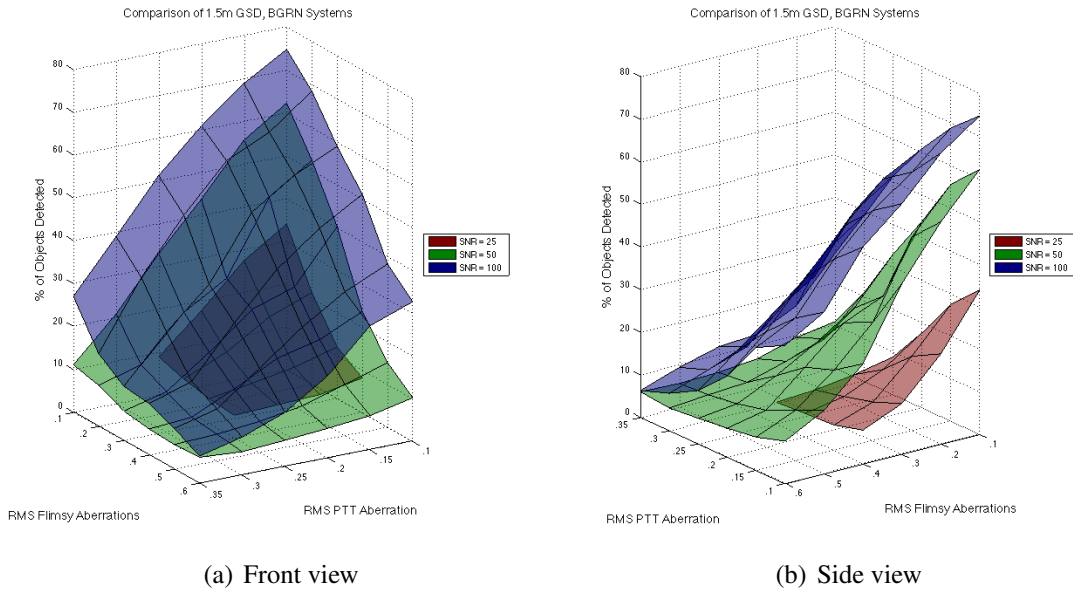 Comparison of 1.5m GSD, BGRN Systems
80
70
60
50
40
30
20
10
0
% of Objects Detected
.1
.2
.3
.4
.5
.6
RMS Flimsy Aberrations
.35
.3
.25
.2
.15
.1
RMS PTT Aberration
SNR = 25
SNR = 50
SNR = 100
(a) Front view
Comparison of 1.5m GSD, BGRN Systems
80
70
60
50
40
30
20
10
0
% of Objects Detected
.35
.3
.25
.2
.15
.1
RMS PTT Aberration
.6
.5
.4
.3
.2
.1
RMS Flimsy Aberrations
SNR = 25
SNR = 50
SNR = 100
(b) Side view